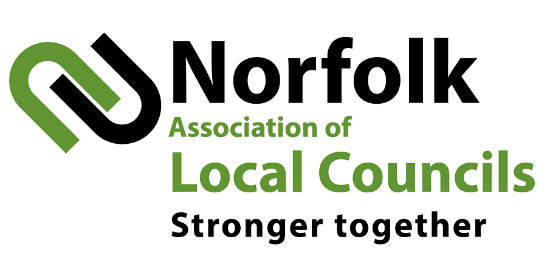 Norfolk
Association of
Local Councils
Stronger together